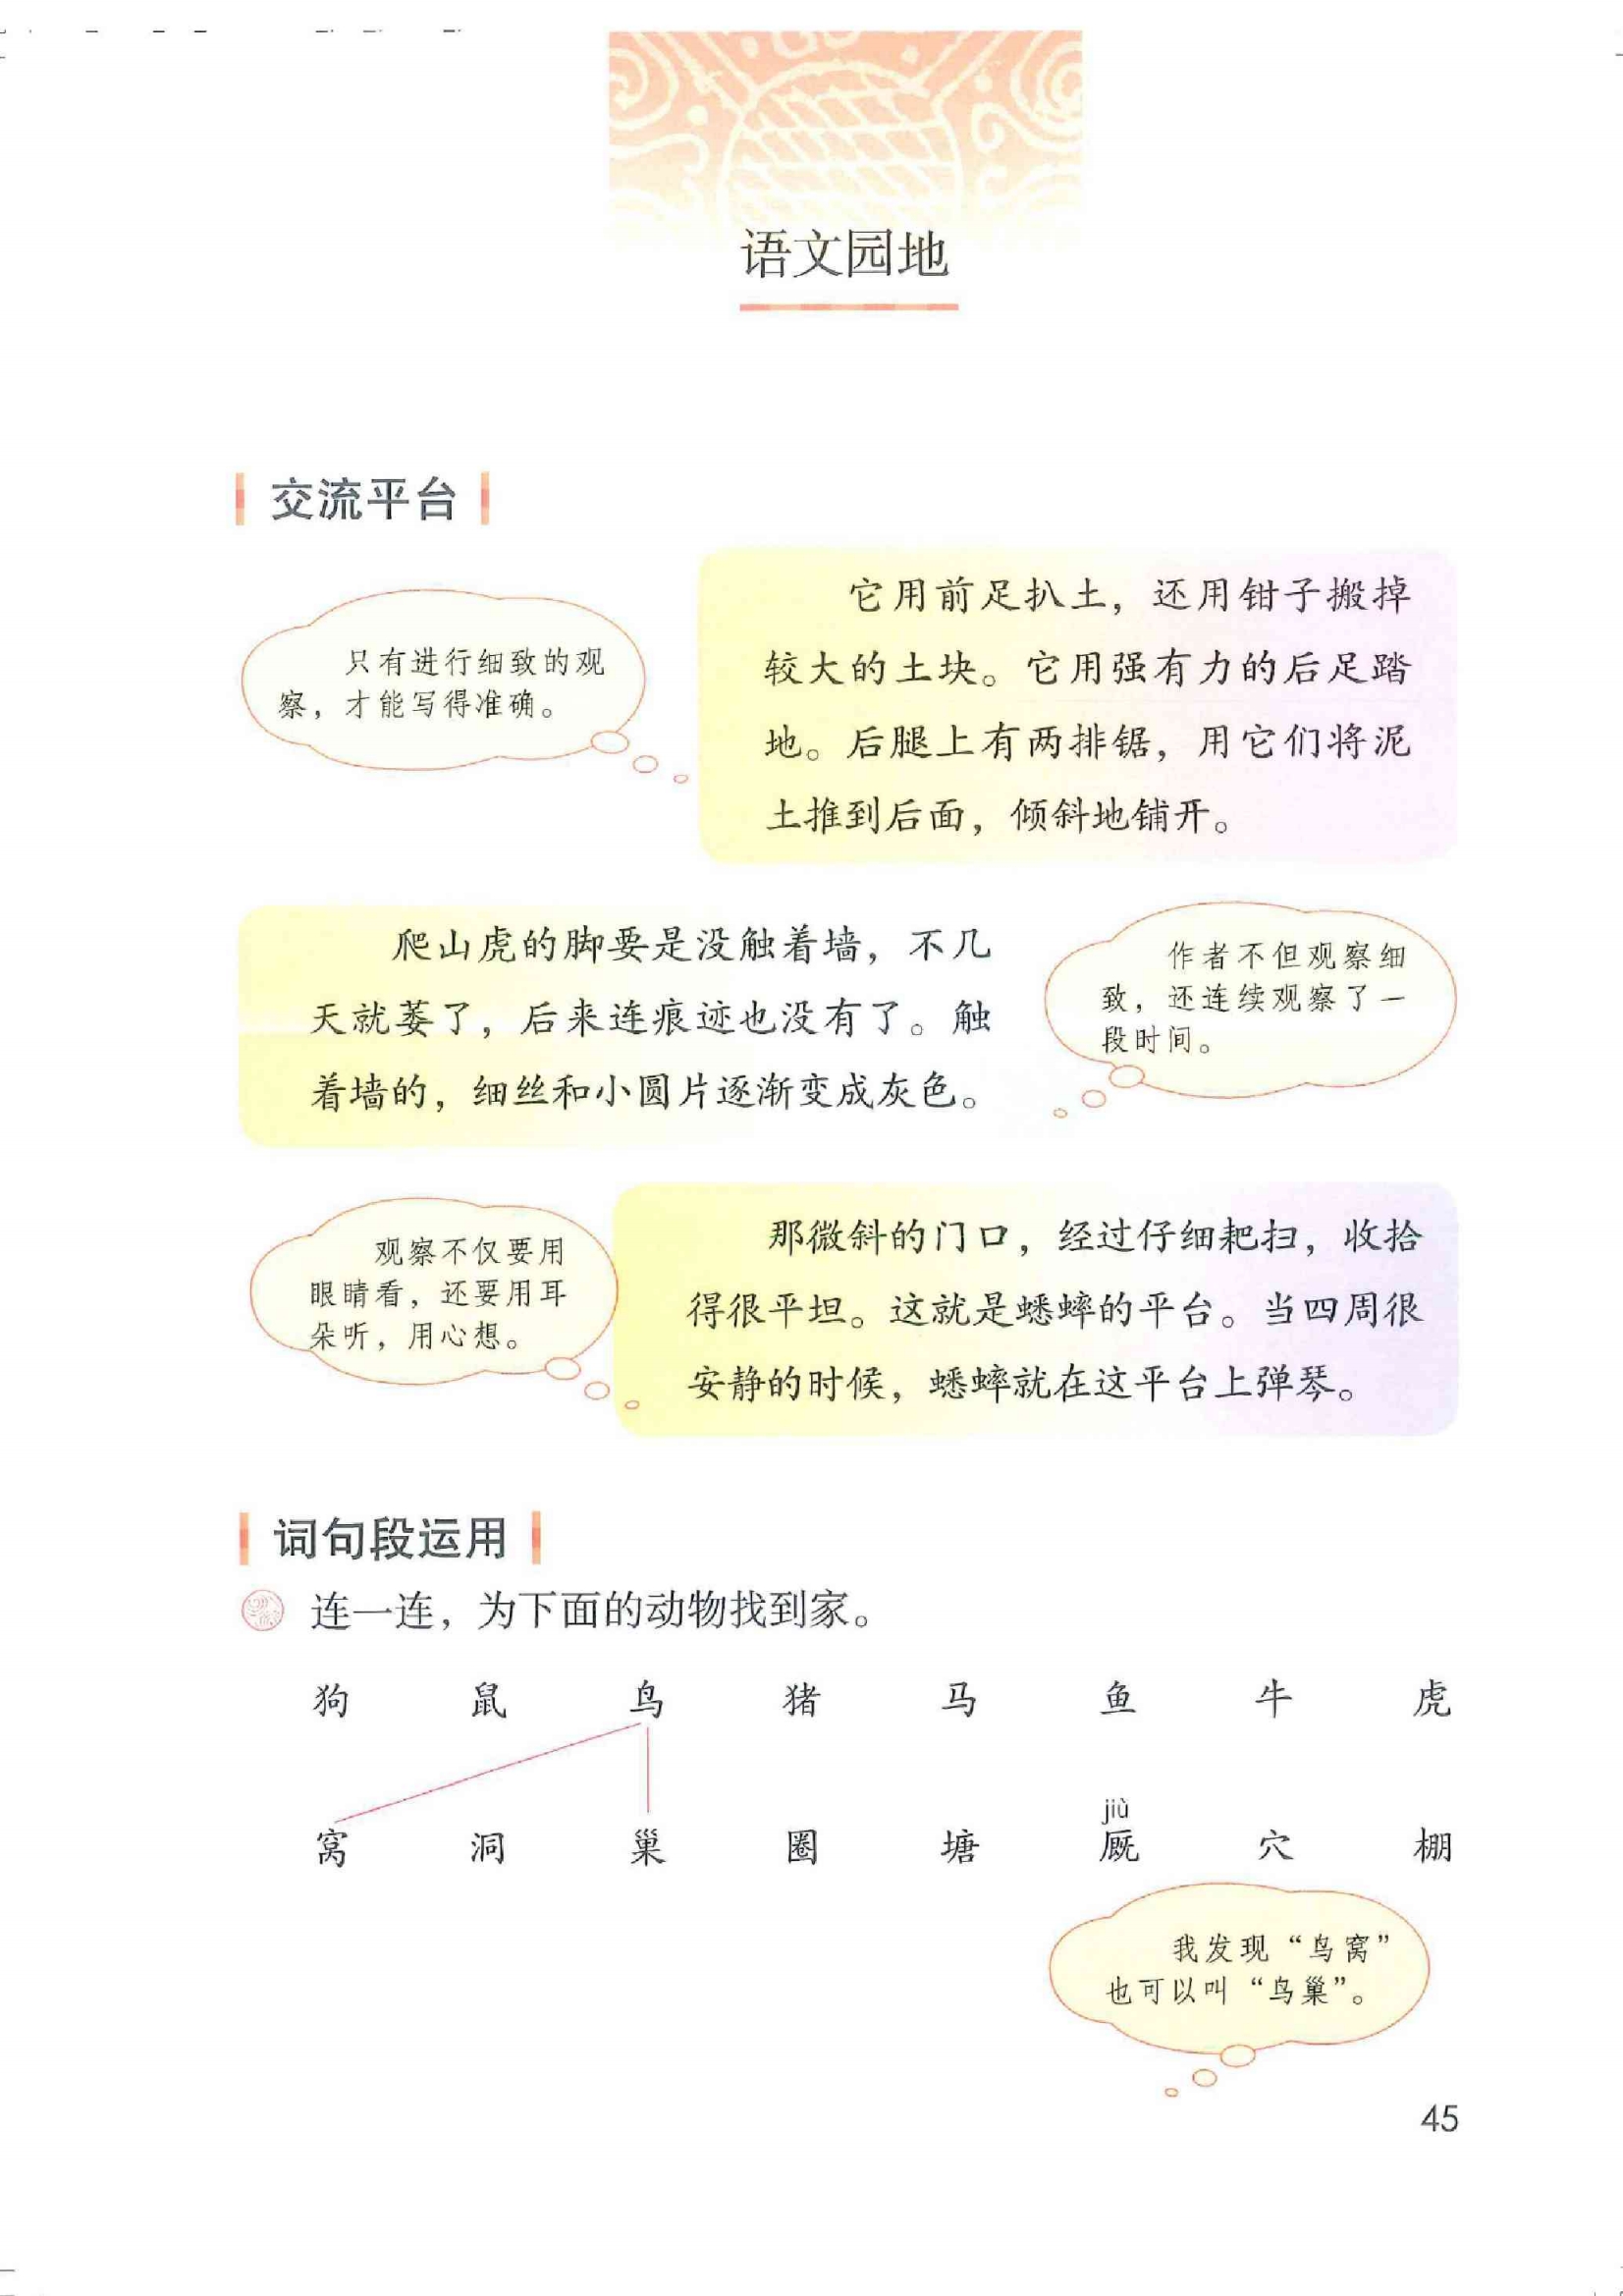 语文园地
交流平台
只有进行细致的观
察，才能写得准确。
它用前足扒土，还用钳子搬掉
较大的土块。它用强有力的后足踏
地。后腿上有两排锯，用它们将泥
土推到后面，倾斜地铺开。
爬山虎的脚要是没触着墙，不几
天就萎了，后来连痕迹也没有了。触
着墙的，细丝和小圆片逐渐变成灰色。
作者不但观察细
致，还连续观察了一
段时间。
观察不仅要用
眼睛看，还要用耳
朵听，用心想。
那微斜的门口，经过仔细耙扫，收拾
得很平坦。这就是蟋蟀的平台。当四周很
安静的时候，蟋蟀就在这平台上弹琴。
词句段运用
连一连，为下面的动物找到家。
狗 鼠 鸟 猪 马 鱼 牛 虎
jiù
窝 洞 巢 圈 塘 厩 穴 棚
我发现“鸟窝”
也可以叫“鸟巢”。
45